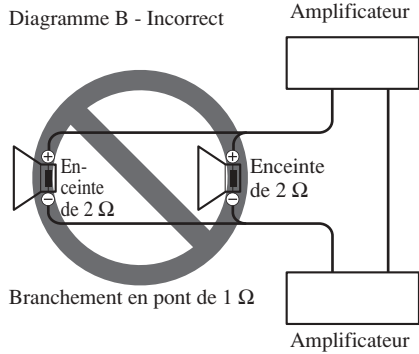 Diagramme B - Incorrect
Amplificateur
+
+
En-
ceinte
de 2 Ω
Enceinte
de 2 Ω
−
−
Branchement en pont de 1 Ω
Amplificateur